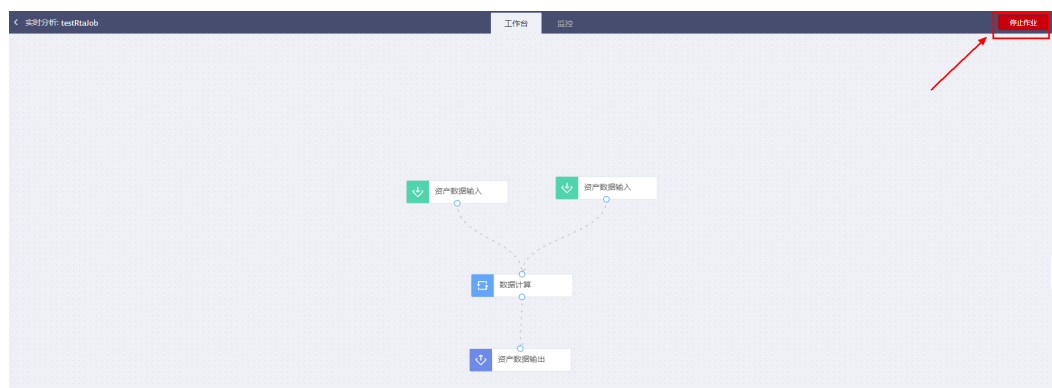 实时分析: testRtaJob
工作台
监控
停止作业
资产数据输入
资产数据输入
数据计算
资产数据输出